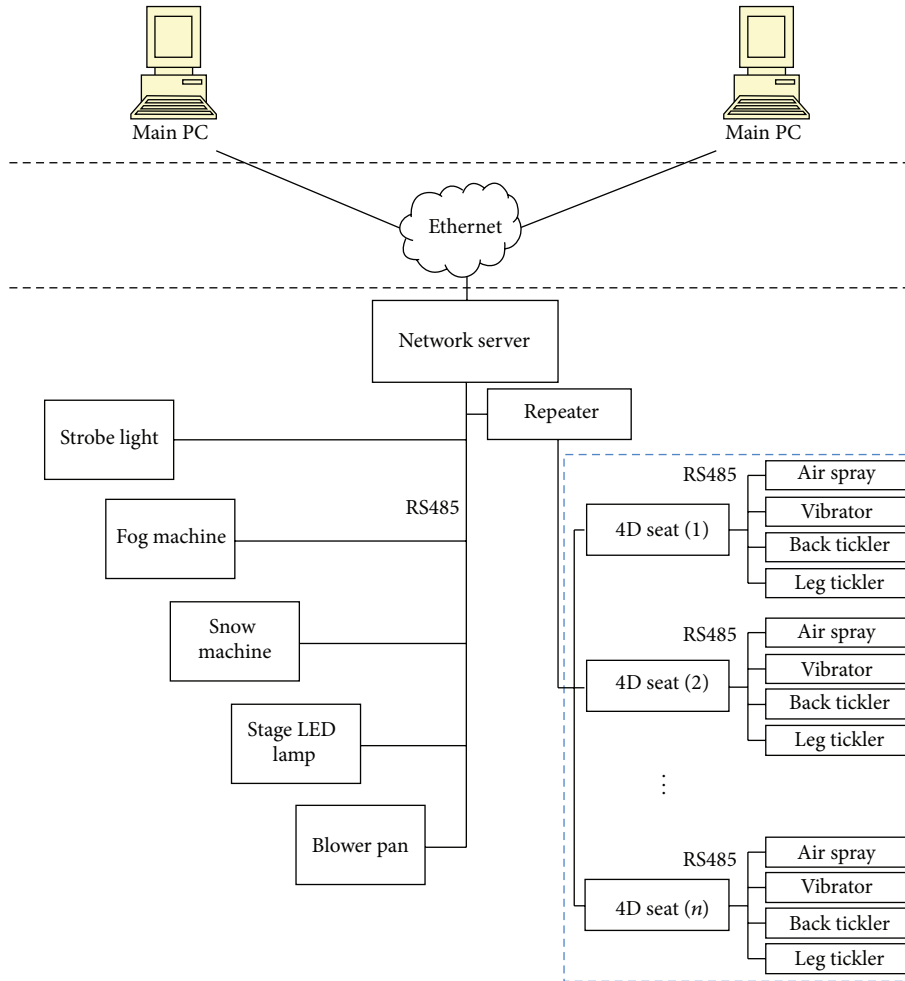 Main PC
Main PC
Ethernet
Network server
Repeater
Strobe light
RS485
Fog machine
Snow
machine
Stage LED
lamp
Blower pan
RS485
4D seat (1)
Air spray
Vibrator
Back tickler
Leg tickler
RS485
4D seat (2)
Air spray
Vibrator
Back tickler
Leg tickler
⋮
RS485
4D seat (n)
Air spray
Vibrator
Back tickler
Leg tickler